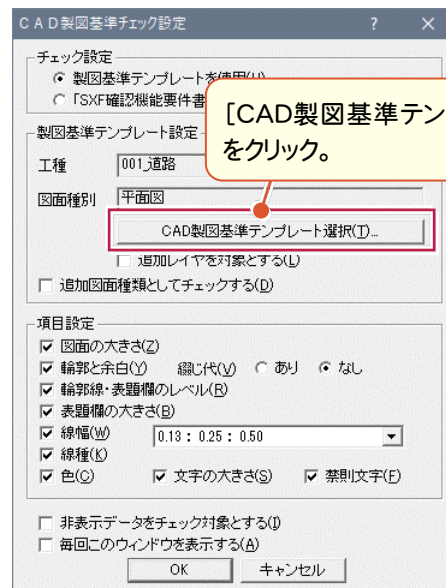 CAD製図基準チェック設定 ? ×
チェック設定
製図基準テンプレートを使用(U)
「SXF確認機能要件書
[CAD製図基準テン
をクリック。
製図基準テンプレート設定
工種 001_道路
図面種別 平面図
CAD製図基準テンプレート選択(T)...
追加レイヤを対象とする(L)
追加図面種類としてチェックする(D)
項目設定
図面の大きさ(Z)
輪郭と余白(Y) 綴じ代(V) あり なし
輪郭線・表題欄のレベル(R)
表題欄の大きさ(B)
線幅(W) 0.13 : 0.25 : 0.50
線種(K)
色(C) 文字の大きさ(S) 禁則文字(F)
非表示データをチェック対象とする(I)
毎回このウィンドウを表示する(A)
OK キャンセル